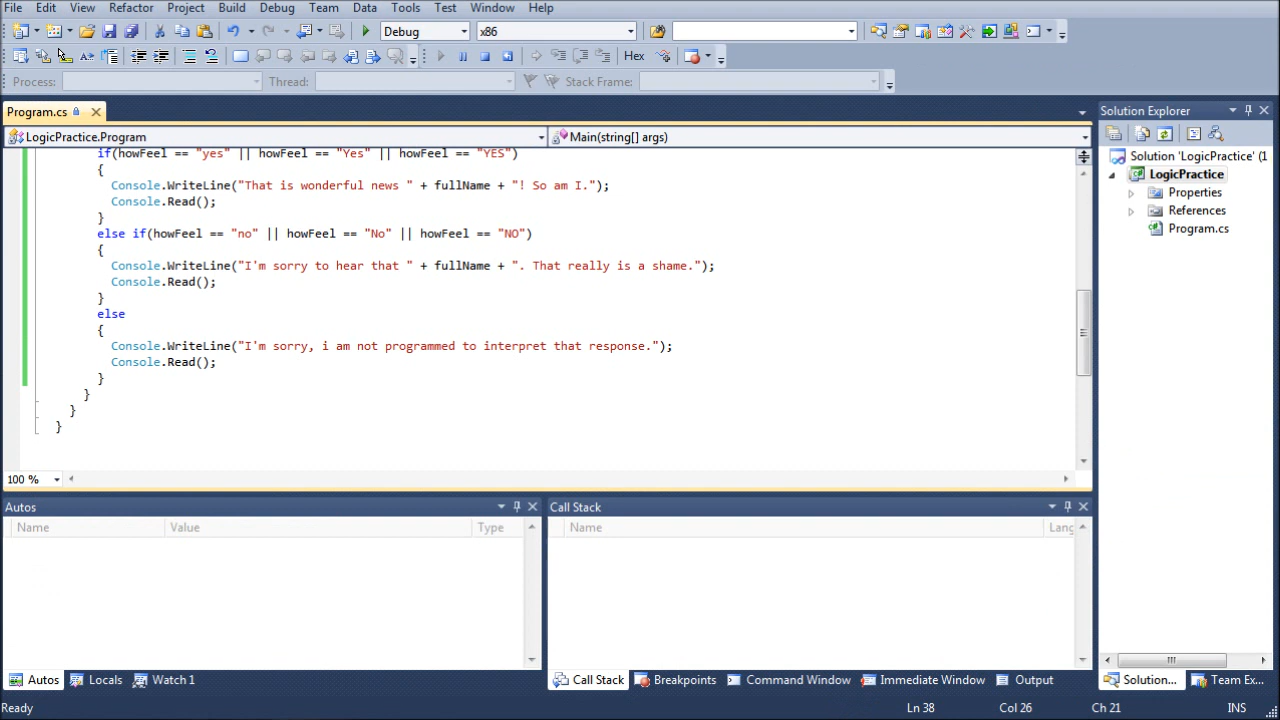 File Edit View Refactor Project Build Debug Team Data Tools Test Window Help
Debug x86
Hex
Process: Thread: Stack Frame:
Program.cs
LogicPractice.Program Main(string[] args)
if(howFeel == "yes" || howFeel == "Yes" || howFeel == "YES")
{
Console.WriteLine("That is wonderful news " + fullName + "! So am I.");
Console.Read();
}
else if(howFeel == "no" || howFeel == "No" || howFeel == "NO")
{
Console.WriteLine("I'm sorry to hear that " + fullName + ". That really is a shame.");
Console.Read();
}
else
{
Console.WriteLine("I'm sorry, i am not programmed to interpret that response.");
Console.Read();
}
}
}
}
100 %
Solution Explorer
Solution 'LogicPractice' (1
LogicPractice
Properties
References
Program.cs
Autos
Name Value Type
Call Stack
Name Lang
Autos Locals Watch 1
Call Stack Breakpoints Command Window Immediate Window Output
Solution... Team Ex...
Ready Ln 38 Col 26 Ch 21 INS